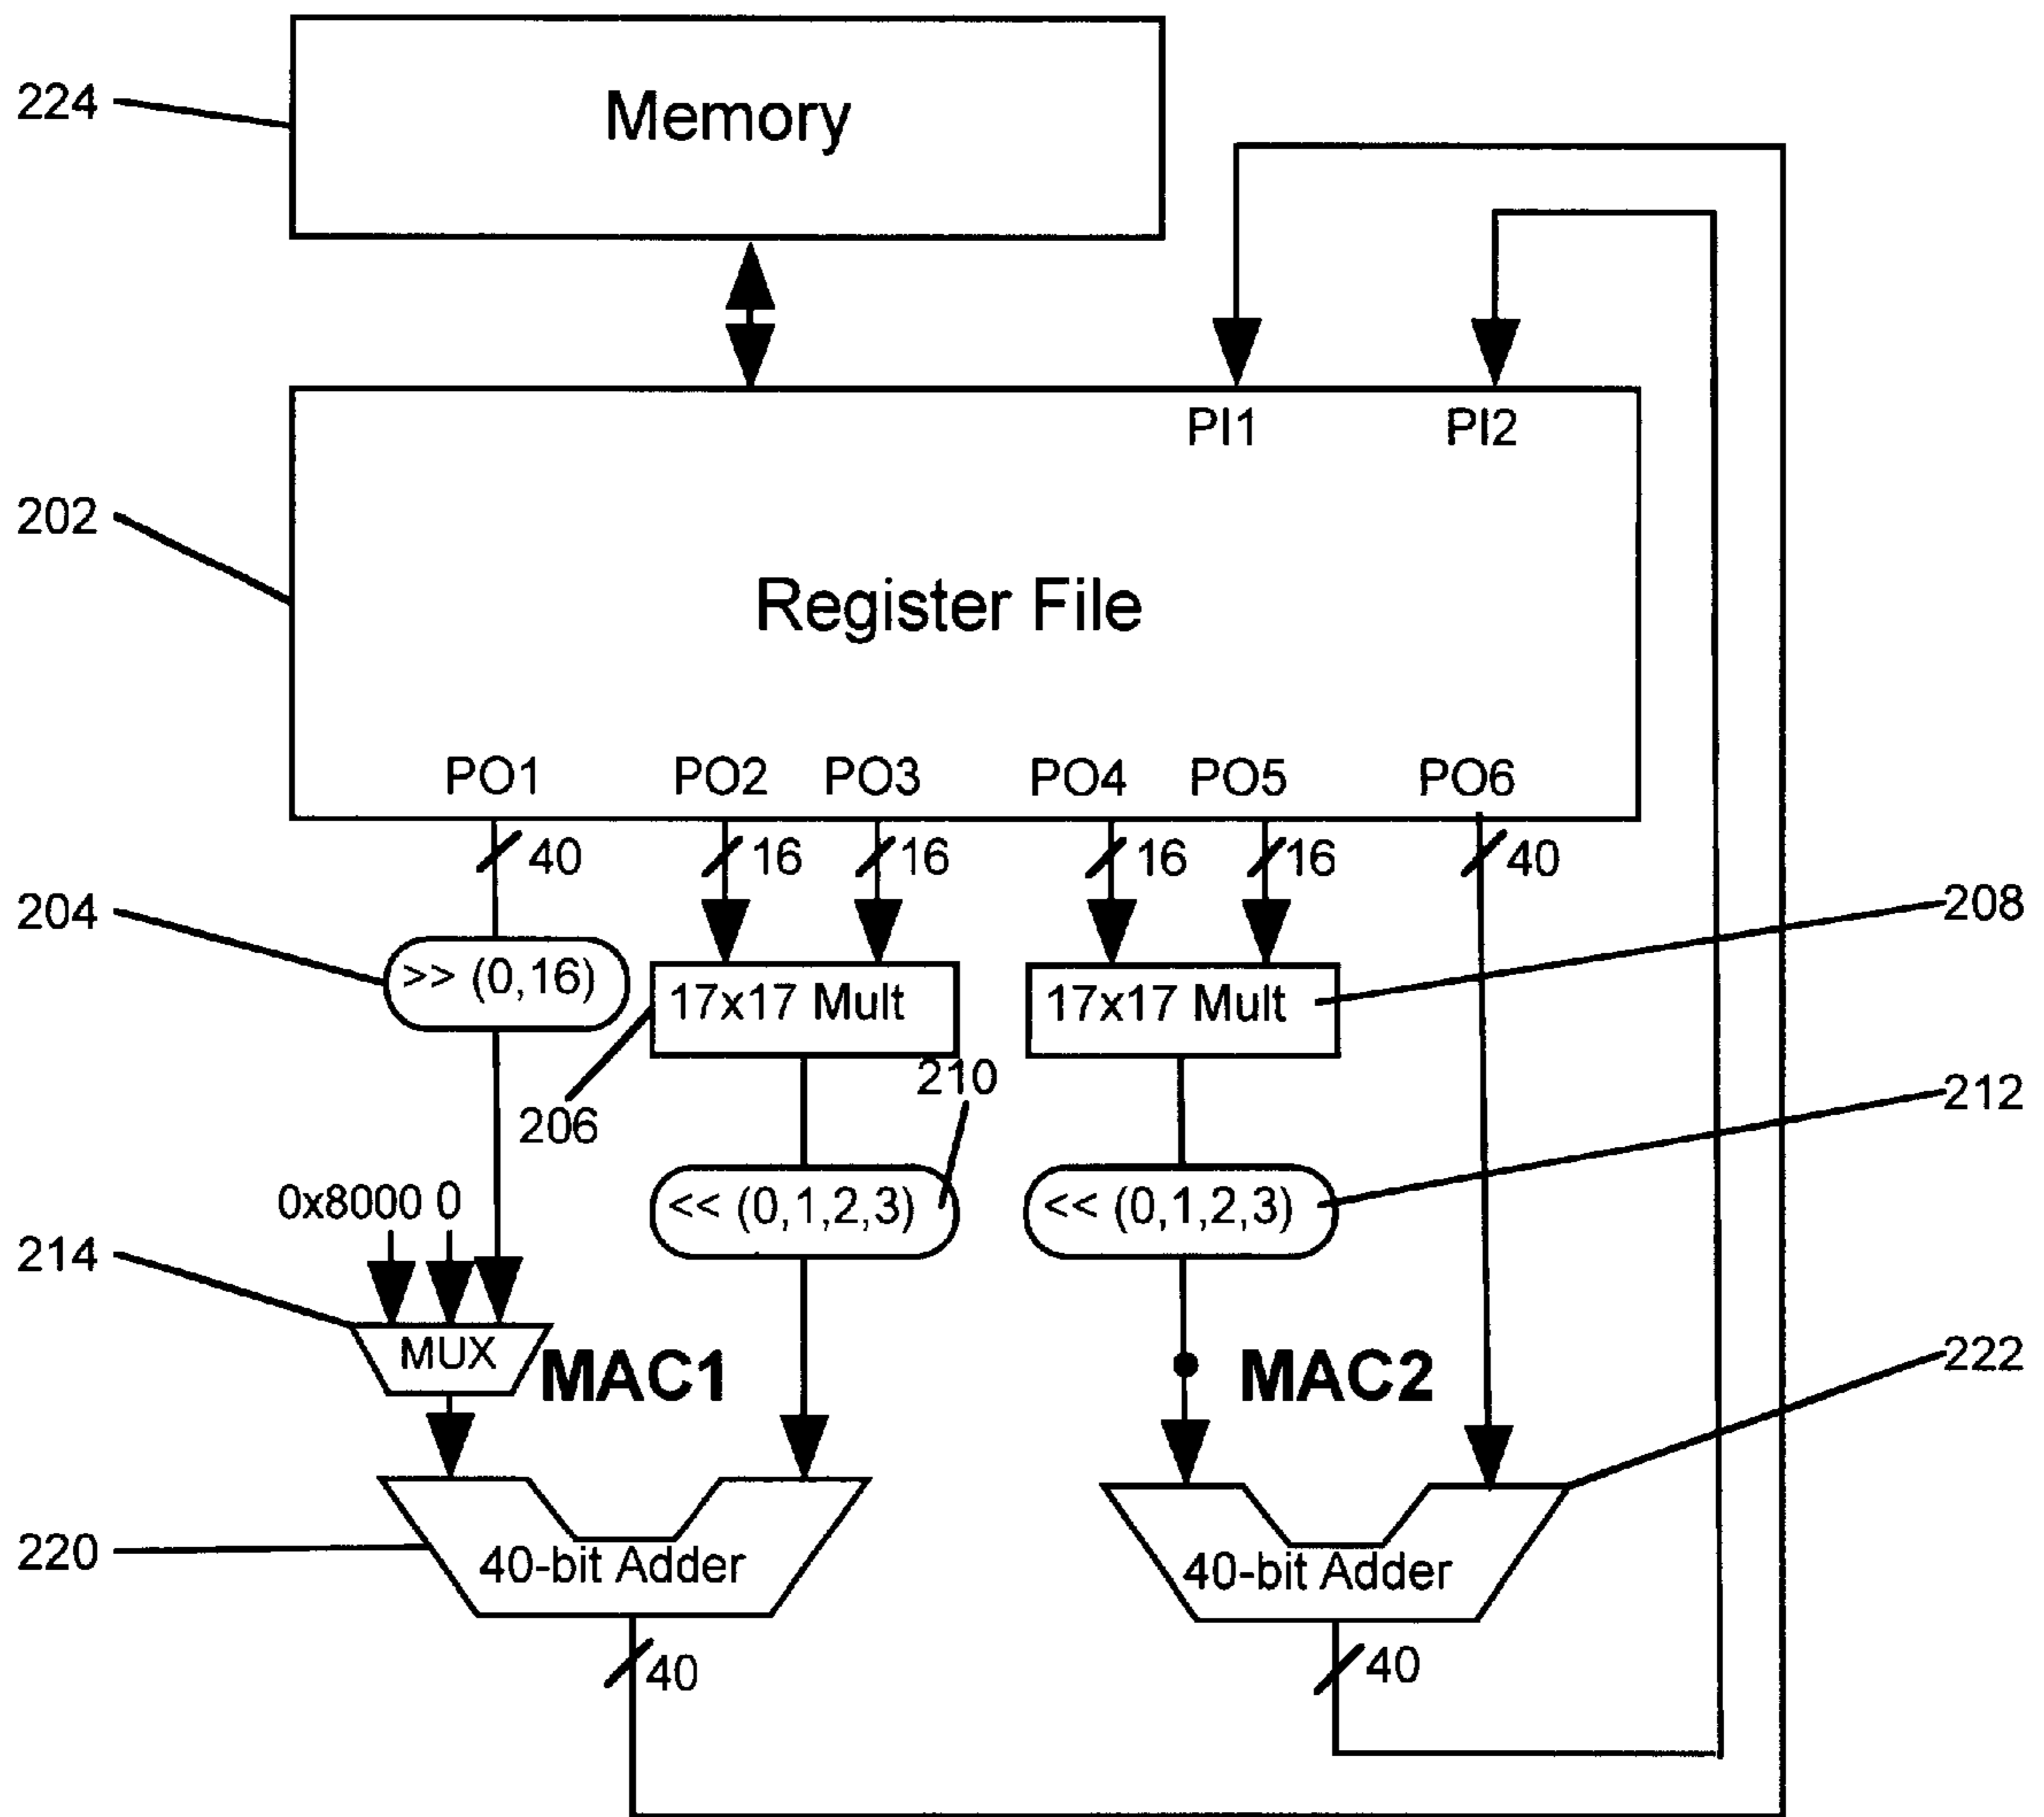 224
Memory
PI1 PI2
202
Register File
PO1 PO2 PO3 PO4 PO5 PO6
40 16 16 16 16 40
204
208
>> (0,16)
17x17 Mult
17x17 Mult
206
210
212
0x8000 0
<< (0,1,2,3)
<< (0,1,2,3)
214
MUX
MAC1
MAC2
222
220
40-bit Adder
40-bit Adder
40
40